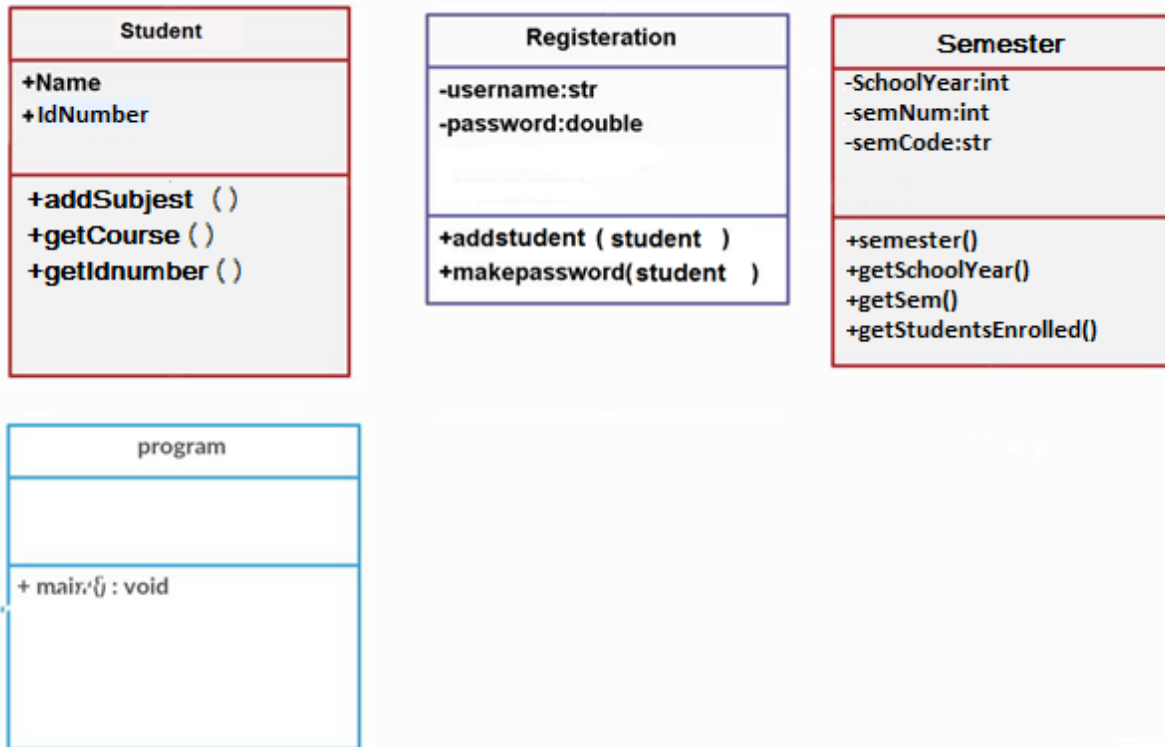 Student
+Name
+IdNumber
+addSubjest ()
+getCourse()
+getIdnumber()
Registeration
-username:str
-password:double
+addstudent ( student )
+makepassword(student )
Semester
-SchoolYear:int
-semNum:int
-semCode:str
+semester()
+getSchoolYear()
+getSem()
+getStudentsEnrolled()
program
+ : void